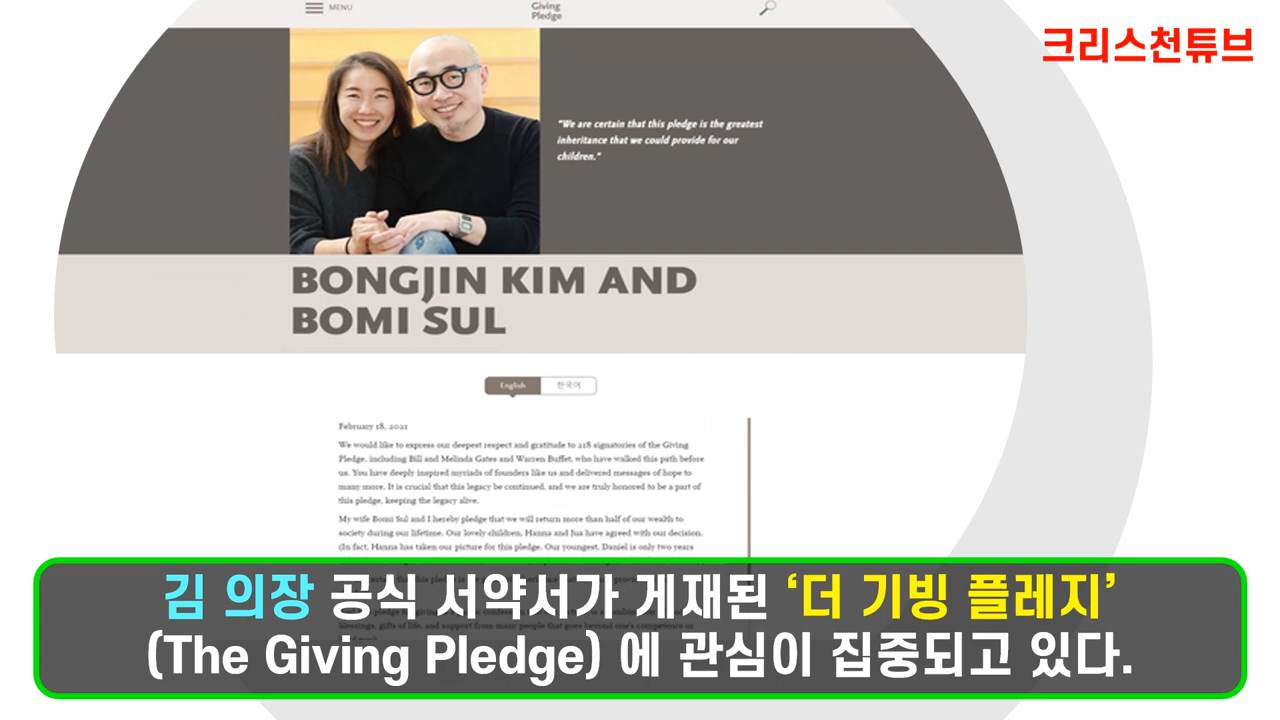 MENU
Giving
Pledge
크리스천튜브
"We are certain that this pledge is the greatest
inheritance that we could provide for our
children."
BONGJIN KIM AND
BOMI SUL
English
한국어
February 18, 2021
We would like to express our deepest respect and gratitude to 218 signatories of the Giving
Pledge, including Bill and Melinda Gates and Warren Buffet, who have walked this path before
us. You have deeply inspired myriads of founders like us and delivered messages of hope to
many more. It is crucial that this legacy be continued, and we are truly honored to be a part of
this pledge, keeping the legacy alive.
My wife Bomi Sul and I hereby pledge that we will return more than half of our wealth to
society during our lifetime. Our lovely children, Hanna and Jua have agreed with our decision.
(In fact, Hanna has taken our picture for this pledge. Our youngest, Daniel is only two years
김 의장 공식 서약서가 게재된 ‘더 기빙 플레지’
(The Giving Pledge) 에 관심이 집중되고 있다.